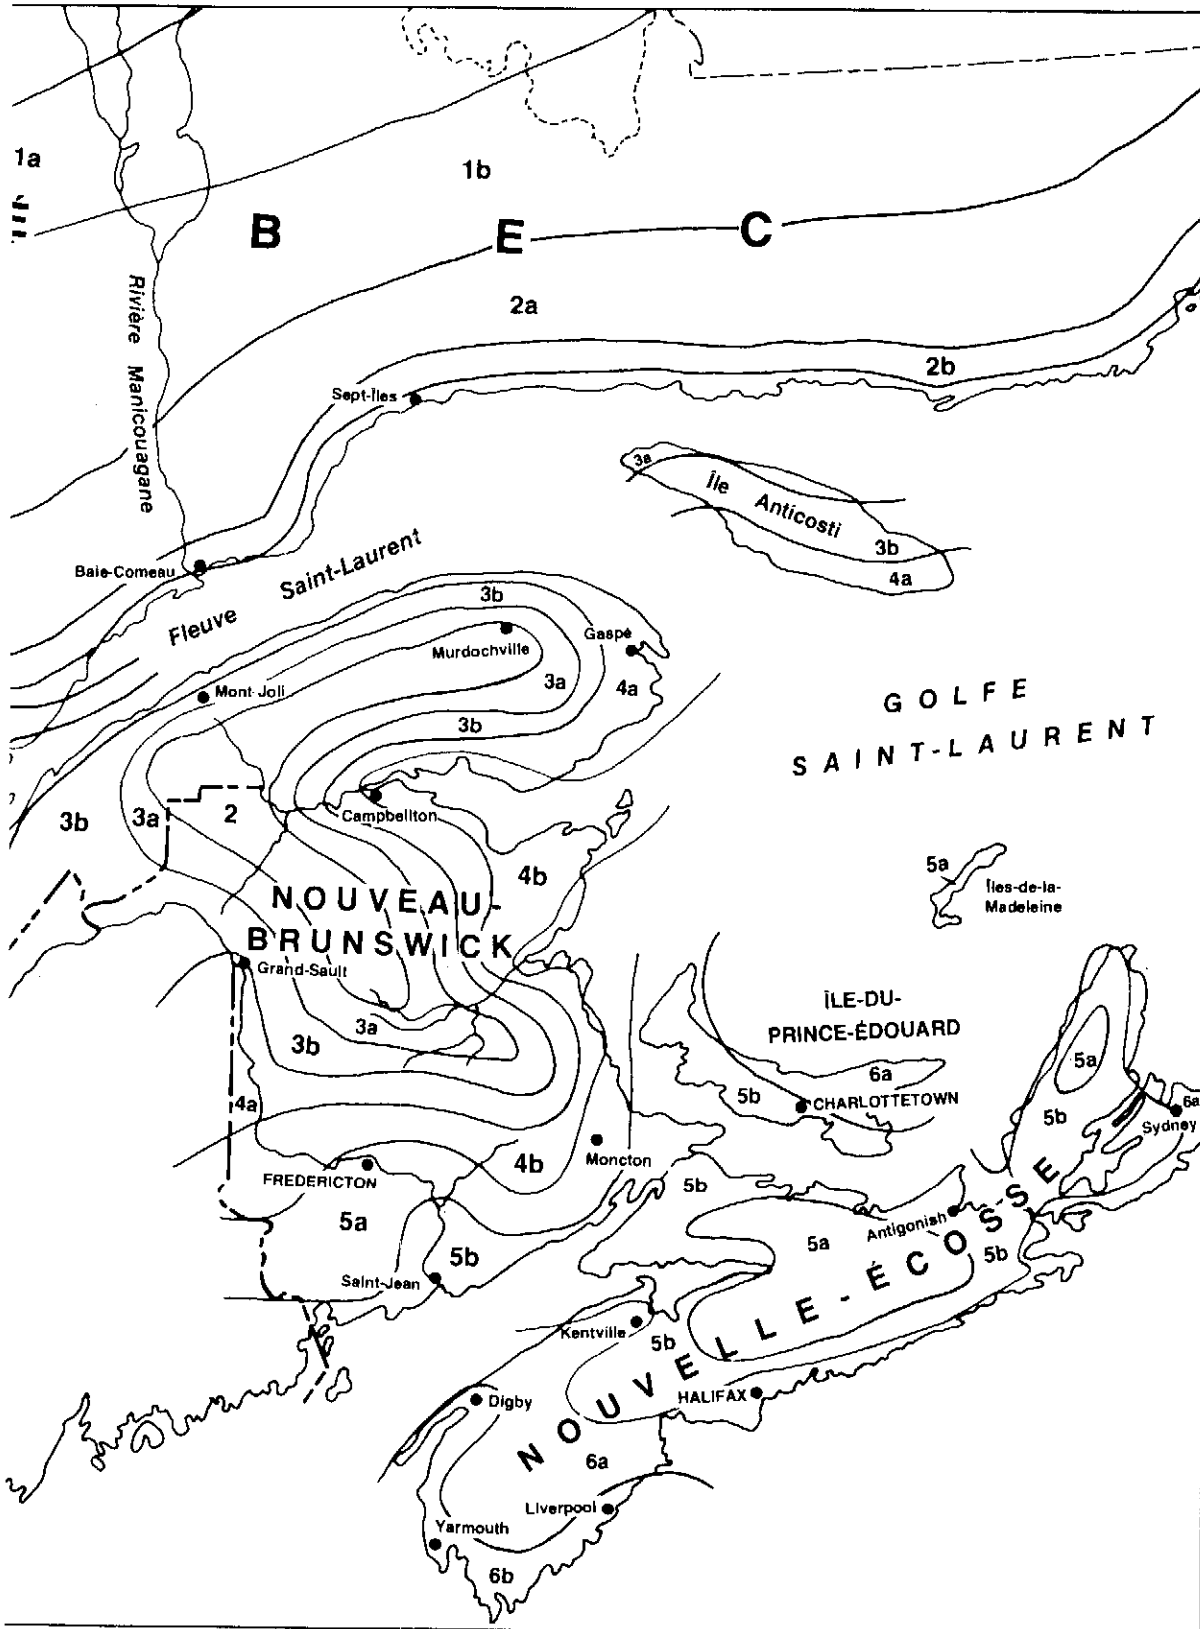 1a
1b
B E C
2a
2b
Rivière Manicouagane
Sept-Îles
3a
Île Anticosti
3b
4a
Baie-Comeau
Fleuve Saint-Laurent
3b
Murdochville
Gaspé
3a
4a
Mont-Joli
3b
GOLFE
SAINT-LAURENT
3b
3a
2
Campbellton
4b
5a
Îles-de-la-
Madeleine
NOUVEAU-
BRUNSWICK
Grand-Sault
ÎLE-DU-
PRINCE-ÉDOUARD
3a
3b
6a
5b
CHARLOTTETOWN
5a
5b
6a
Sydney
4a
4b
Moncton
FREDERICTON
5b
5a
5b
Saint-Jean
5a
Antigonish
5b
NOUVELLE-ÉCOSSE
Kentville
5b
HALIFAX
Digby
6a
Liverpool
Yarmouth
6b